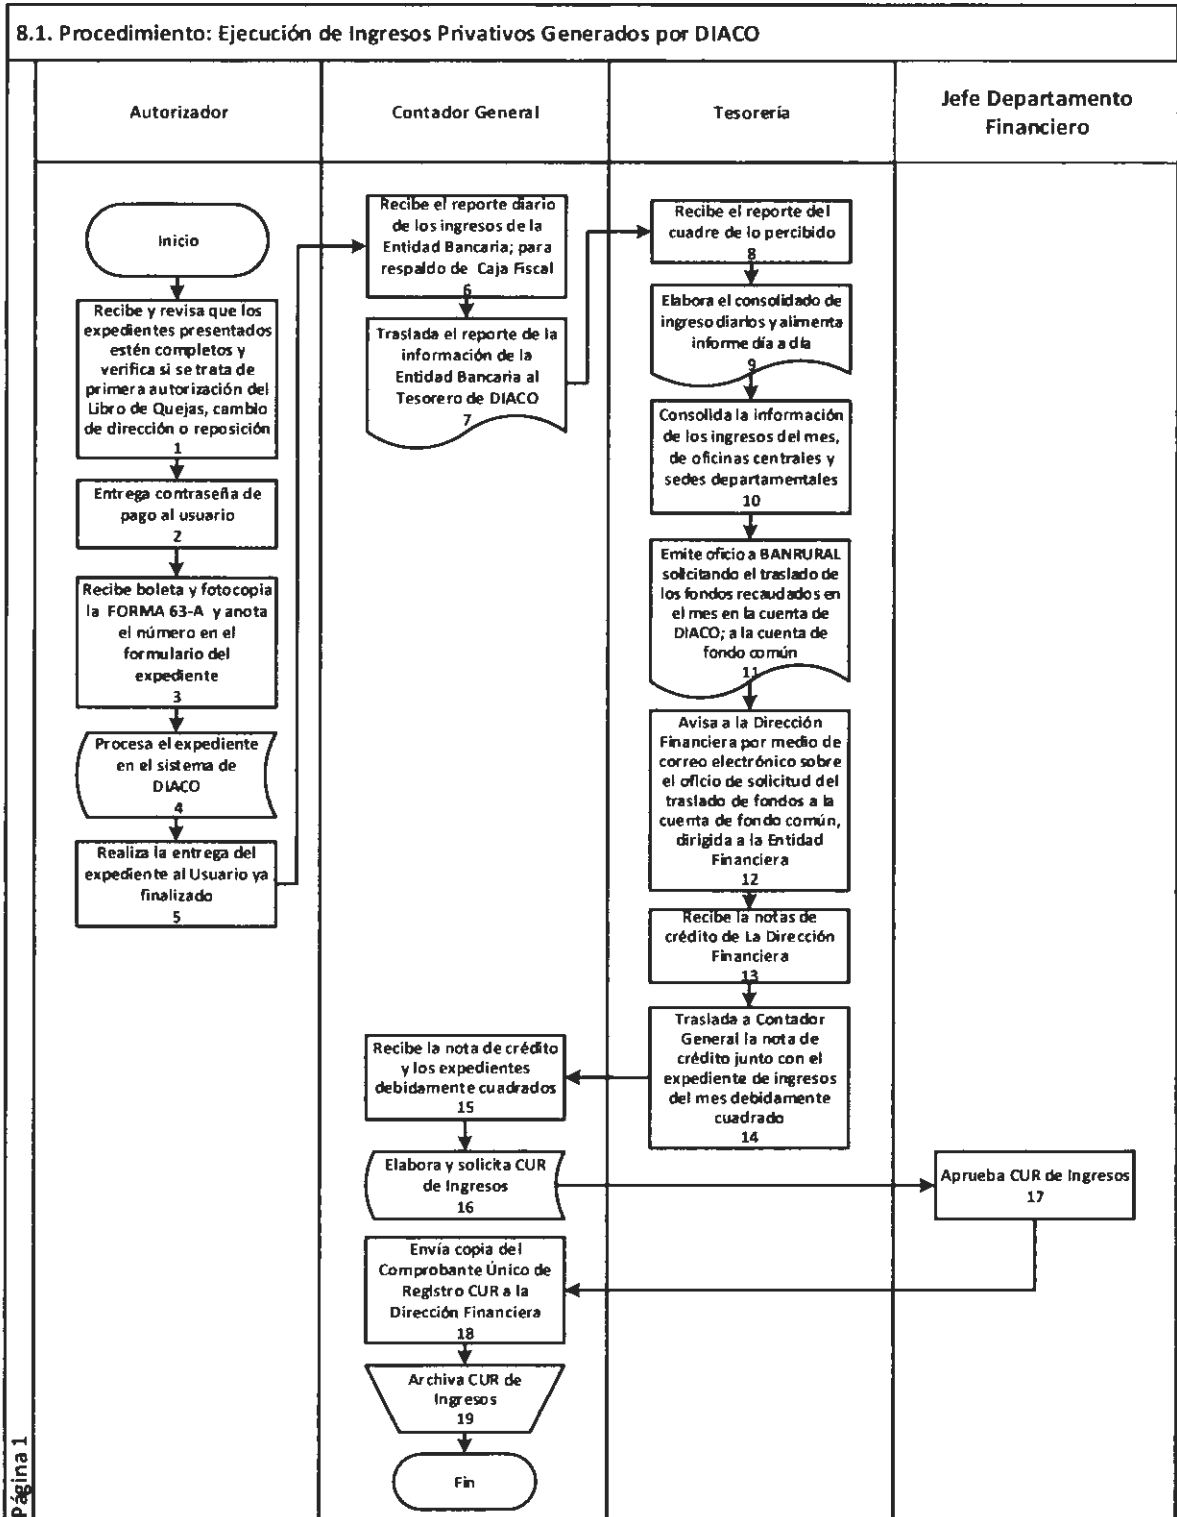 8.1. Procedimiento: Ejecución de Ingresos Privativos Generados por DIACO
Autorizador
Contador General
Tesorería
Jefe Departamento
Financiero
Inicio
Recibe y revisa que los
expedientes presentados
estén completos y
verifica si se trata de
primera autorización del
Libro de Quejas, cambio
de dirección o reposición
1
Entrega contraseña de
pago al usuario
2
Recibe boleta y fotocopia
la FORMA 63-A y anota
el número en el
formulario del
expediente
3
Procesa el expediente
en el sistema de
DIACO
4
Realiza la entrega del
expediente al Usuario ya
finalizado
5
Recibe el reporte diario
de los ingresos de la
Entidad Bancaria; para
respaldo de Caja Fiscal
6
Traslada el reporte de la
información de la
Entidad Bancaria al
Tesorero de DIACO
7
Recibe el reporte del
cuadre de lo percibido
8
Elabora el consolidado de
ingreso diarios y alimenta
informe día a día
9
Consolida la información
de los ingresos del mes,
de oficinas centrales y
sedes departamentales
10
Emite oficio a BANRURAL
solicitando el traslado de
los fondos recaudados en
el mes en la cuenta de
DIACO; a la cuenta de
fondo común
11
Avisa a la Dirección
Financiera por medio de
correo electrónico sobre
el oficio de solicitud del
traslado de fondos a la
cuenta de fondo común,
dirigida a la Entidad
Financiera
12
Recibe la notas de
crédito de La Dirección
Financiera
13
Traslada a Contador
General la nota de
crédito junto con el
expediente de ingresos
del mes debidamente
cuadrado
14
Recibe la nota de crédito
y los expedientes
debidamente cuadrados
15
Elabora y solicita CUR
de Ingresos
16
Aprueba CUR de Ingresos
17
Envía copia del
Comprobante Único de
Registro CUR a la
Dirección Financiera
18
Archiva CUR de
Ingresos
19
Fin
Página 1